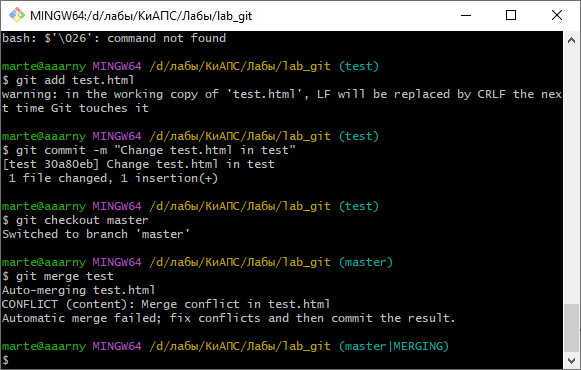 MINGW64:/d/лабы/КиАПС/Лабы/lab_git
bash: $'\026': command not found
marte@aaarny MINGW64 /d/лабы/КиАПС/Лабы/lab_git (test)
$ git add test.html
warning: in the working copy of 'test.html', LF will be replaced by CRLF the nex
t time Git touches it
marte@aaarny MINGW64 /d/лабы/КиАПС/Лабы/lab_git (test)
$ git commit -m "Change test.html in test"
[test 30a80eb] Change test.html in test
 1 file changed, 1 insertion(+)
marte@aaarny MINGW64 /d/лабы/КиАПС/Лабы/lab_git (test)
$ git checkout master
Switched to branch 'master'
marte@aaarny MINGW64 /d/лабы/КиАПС/Лабы/lab_git (master)
$ git merge test
Auto-merging test.html
CONFLICT (content): Merge conflict in test.html
Automatic merge failed; fix conflicts and then commit the result.
marte@aaarny MINGW64 /d/лабы/КиАПС/Лабы/lab_git (master|MERGING)
$